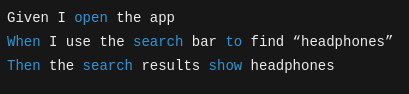 Given I open the app
When I use the search bar to find “headphones”
Then the search results show headphones